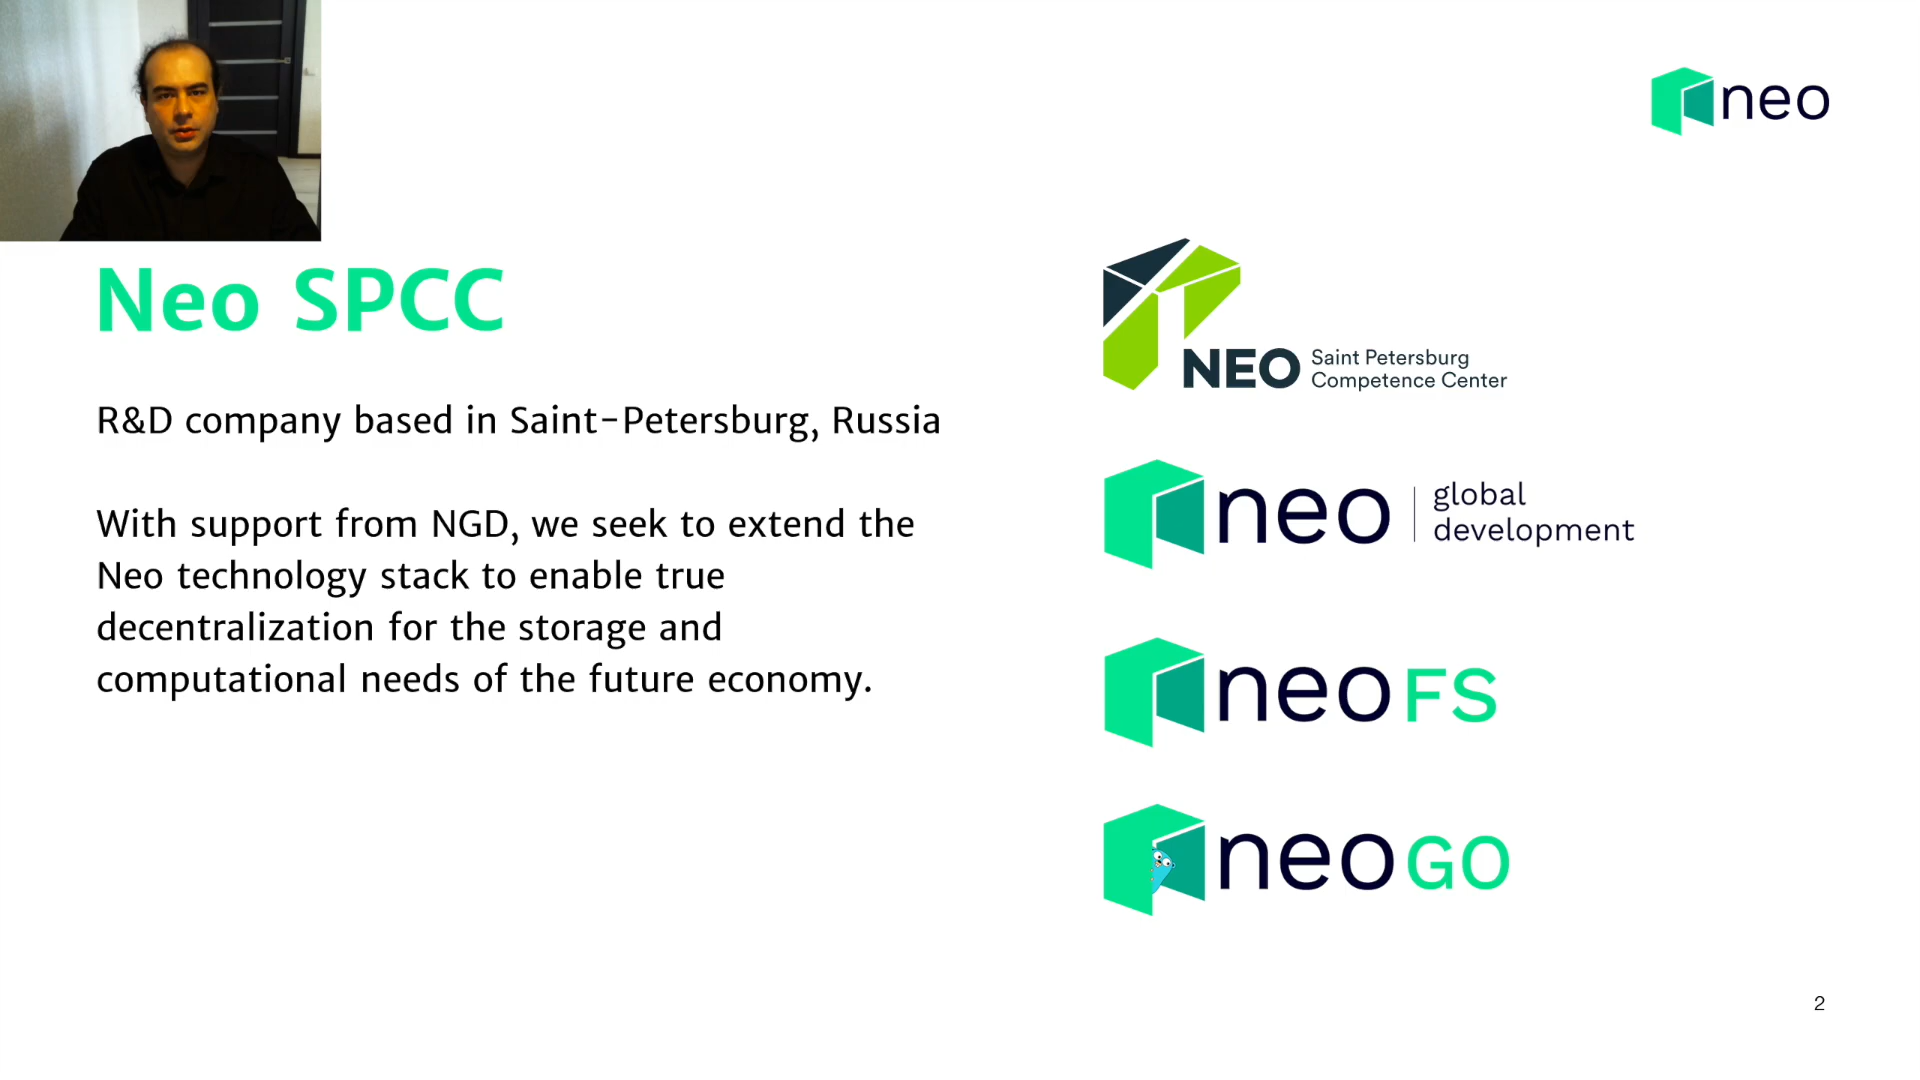 neo
Neo SPCC
R&D company based in Saint-Petersburg, Russia
With support from NGD, we seek to extend the
Neo technology stack to enable true
decentralization for the storage and
computational needs of the future economy.
NEO Saint Petersburg
Competence Center
neo global
development
neoFS
neoGO
2